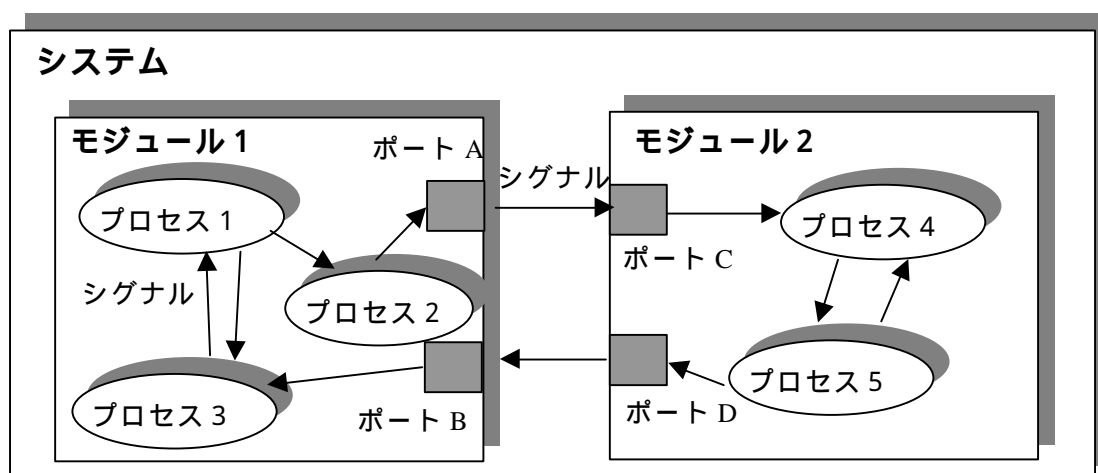 システム
モジュール1
ポート A
プロセス1
シグナル
プロセス2
プロセス3
ポート B
シグナル
モジュール2
ポート C
プロセス4
プロセス5
ポート D